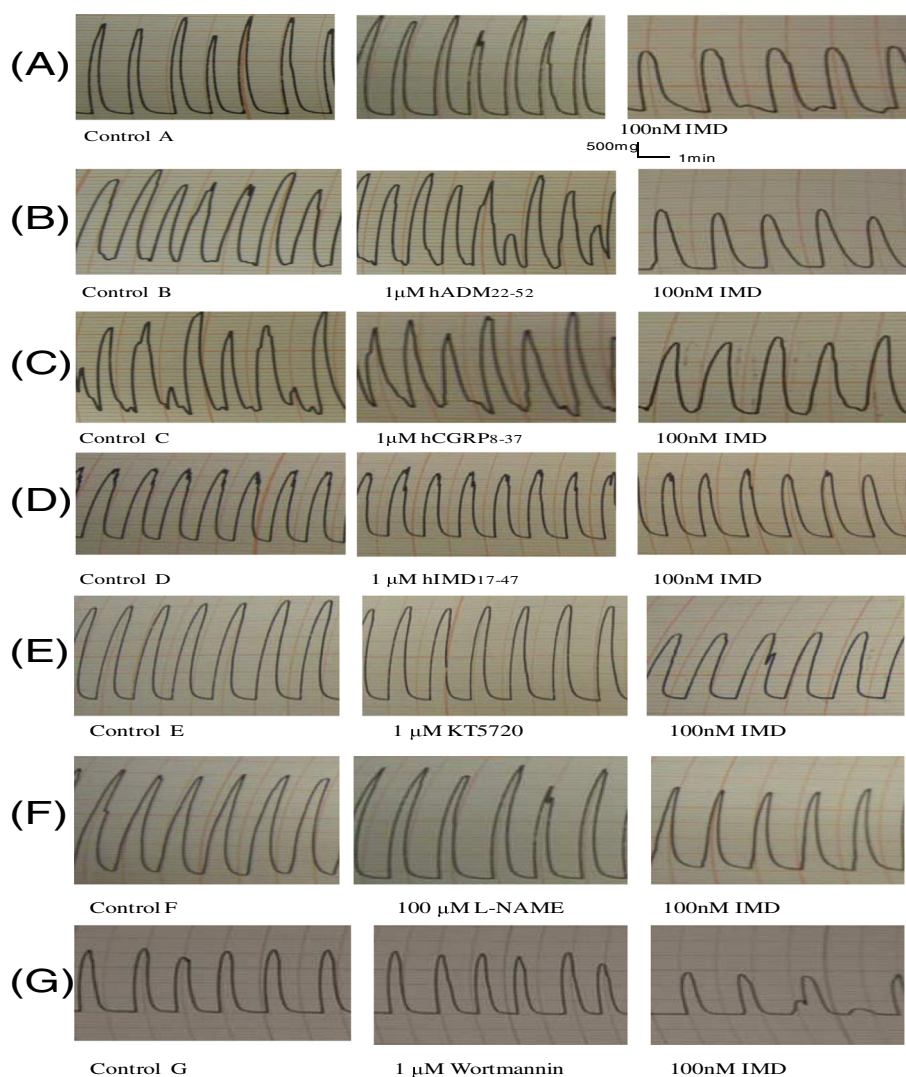 (A)
Control A
100nM IMD
500mg
1min
(B)
Control B
1μM hADM22-52
100nM IMD
(C)
Control C
1μM hCGRP8-37
100nM IMD
(D)
Control D
1 μM hIMD17-47
100nM IMD
(E)
Control E
1 μM KT5720
100nM IMD
(F)
Control F
100 μM L-NAME
100nM IMD
(G)
Control G
1 μM Wortmannin
100nM IMD